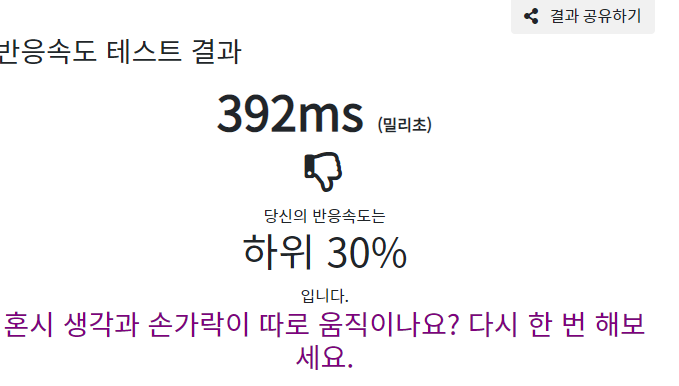 결과 공유하기
반응속도 테스트 결과
392ms (밀리초)
당신의 반응속도는
하위 30%
입니다.
혼시 생각과 손가락이 따로 움직이나요? 다시 한 번 해보
세요.